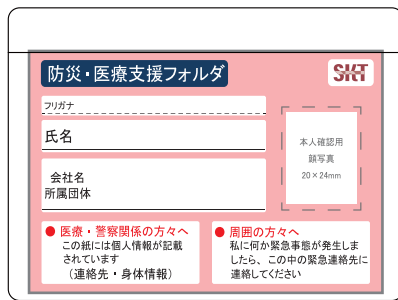 防災・医療支援フォルダ
SKT
フリガナ
氏名
会社名
所属団体
本人確認用
顔写真
20×24mm
● 医療・警察関係の方々へ
この紙には個人情報が記載
されています
(連絡先・身体情報)
● 周囲の方々へ
私に何か緊急事態が発生しま
したら、この中の緊急連絡先に
連絡してください